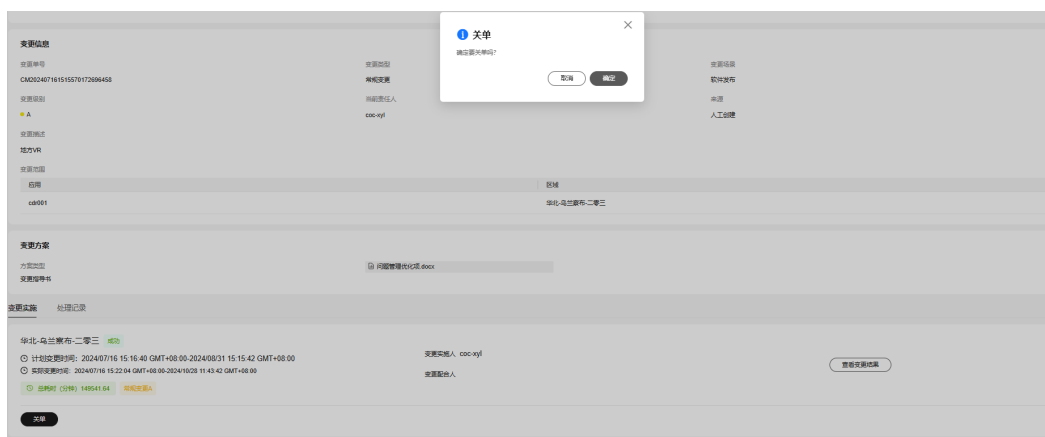 关单
确定要关单吗？
取消
确定
变更信息
变更单号
变更类型
变更场景
CM20240716151557017269​6458
常规变更
软件发布
变更级别
当前责任人
来源
A
coc-xyl
人工创建
变更描述
地方VR
变更范围
应用
区域
cdr001
华北-乌兰察布-二零三
变更方案
方案类型
问题管理优化项.docx
变更指导书
变更实施
处理记录
华北-乌兰察布-二零三 成功
计划变更时间： 2024/07/16 15:16:40 GMT+08:00-2024/08/31 15:15:42 GMT+08:00
变更实施人 coc-xyl
实际变更时间： 2024/07/16 15:22:04 GMT+08:00-2024/10/28 11:43:42 GMT+08:00
查看变更结果
变更配合人
总耗时（分钟）149541.64
常规变更A
关单